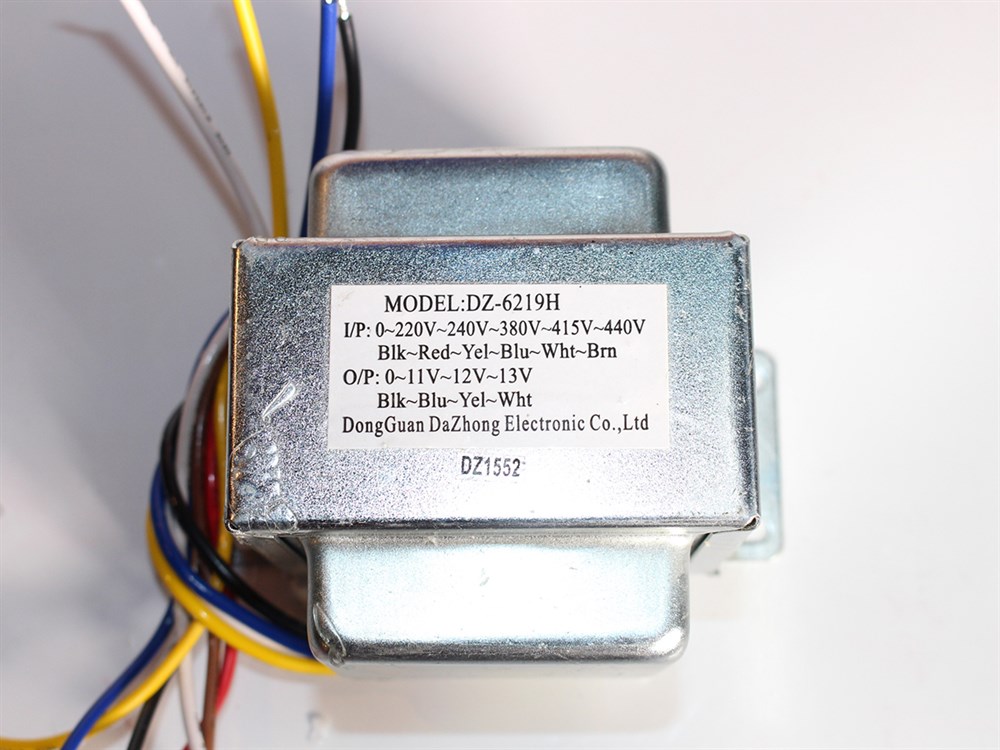 MODEL:DZ-6219H
I/P: 0~220V~240V~380V~415V~440V
Blk~Red~Yel~Blu~Wht~Brn
O/P: 0~11V~12V~13V
Blk~Blu~Yel~Wht
DongGuan DaZhong Electronic Co.,Ltd
DZ1552